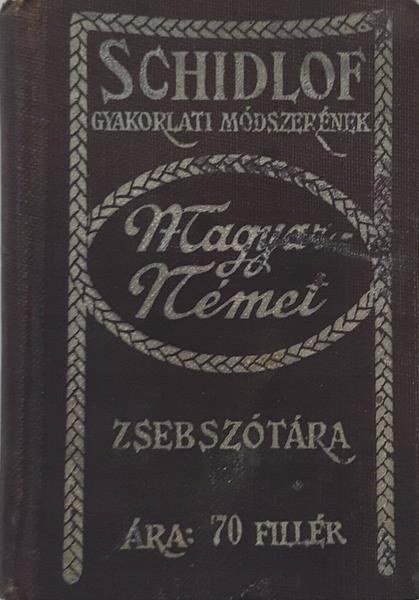 SCHIDLOF
GYAKORLATI MÓDSZERÉNEK
Magyar-
Német
ZSEBSZÓTÁRA
ÁRA: 70 FILLÉR